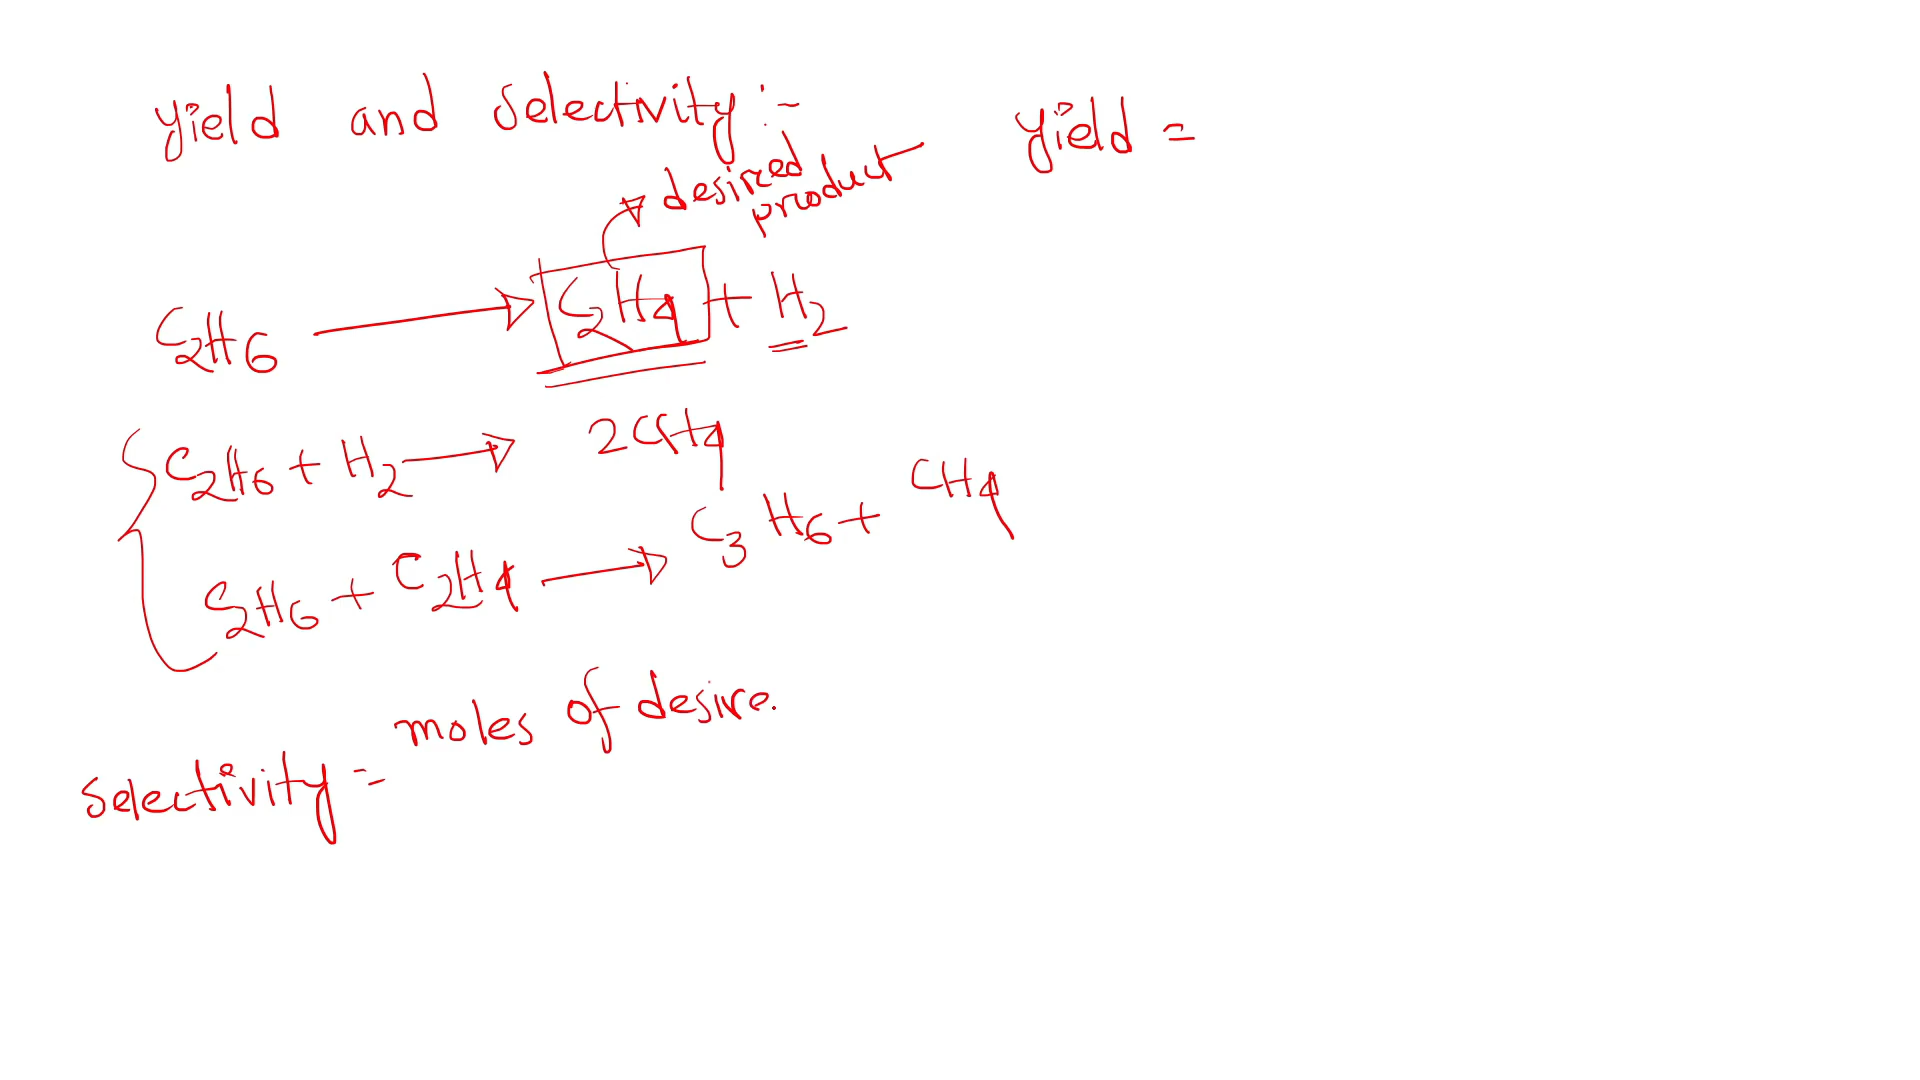 yield and selectivity :-
yield =
desired
product
C2H6 → C2H4 + H2
C2H6 + H2 → 2CH4
C2H6 + C2H4 → C3H6 + CH4
selectivity = moles of desire.